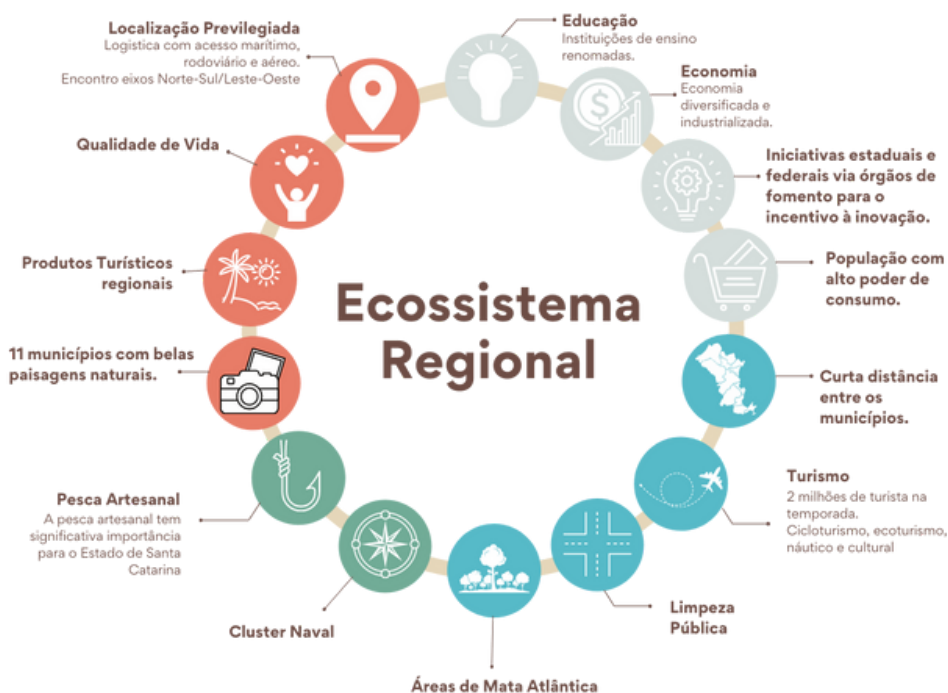 Localização Previlegiada
Logistica com acesso marítimo,
rodoviário e aéreo.
Encontro eixos Norte-Sul/Leste-Oeste
Educação
Instituições de ensino
renomadas.
Economia
Economia
diversificada e
industrializada.
Qualidade de Vida
Iniciativas estaduais e
federais via órgãos de
fomento para o
incentivo à inovação.
Produtos Turísticos
regionais
População com
alto poder de
consumo.
Ecossistema
Regional
11 municípios com belas
paisagens naturais.
Curta distância
entre os
municípios.
Pesca Artesanal
A pesca artesanal tem
significativa importância
para o Estado de Santa
Catarina
Turismo
2 milhões de turista na
temporada.
Cicloturismo, ecoturismo,
náutico e cultural
Cluster Naval
Limpeza
Pública
Áreas de Mata Atlântica